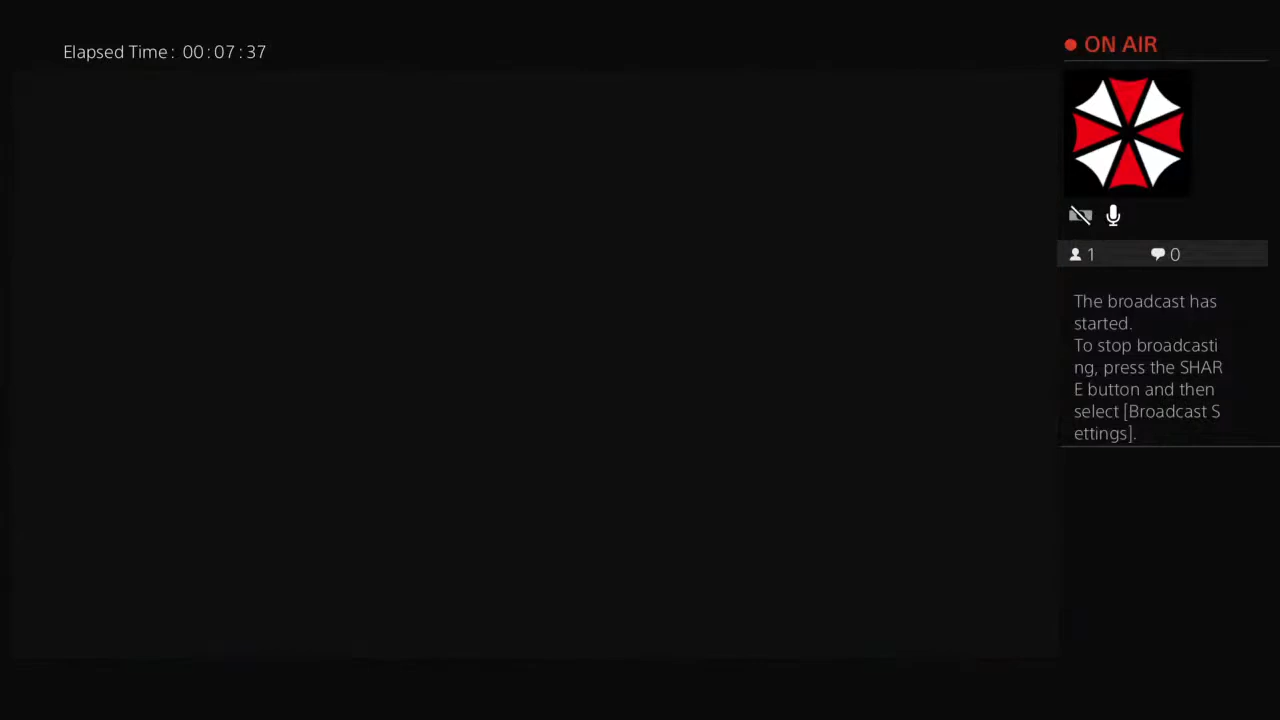 Elapsed Time: 00:07:37
ON AIR
1
0
The broadcast has
started.
To stop broadcasti
ng, press the SHAR
E button and then
select [Broadcast S
ettings].